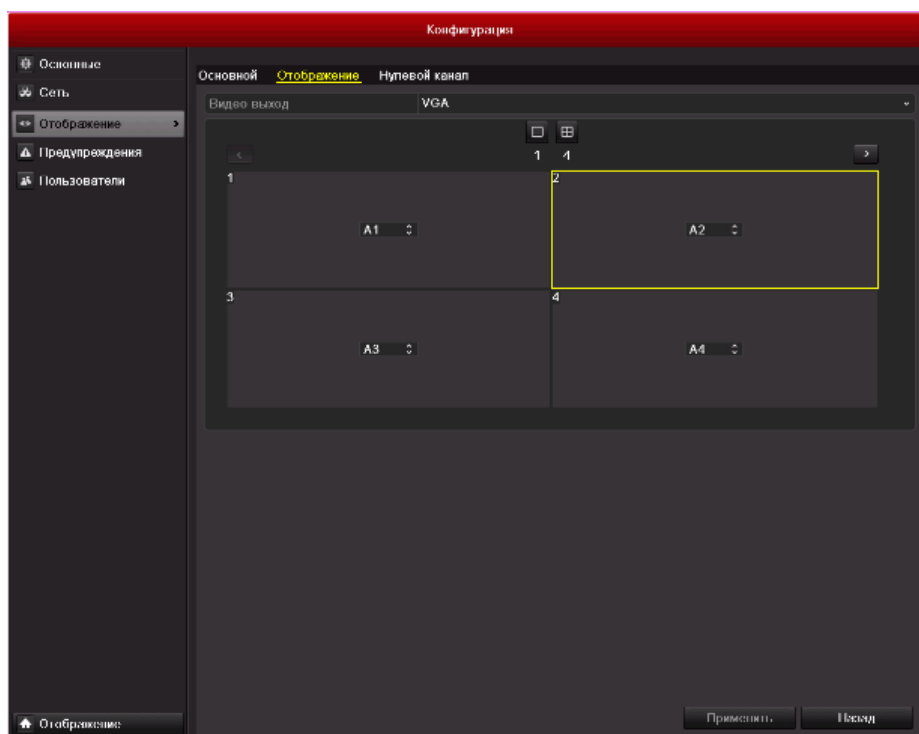 Конфигурация
Основные
Сеть
Отображение
Предупреждения
Пользователи
Основной Отображение Нулевой канал
Видео выход VGA
1 4
1 2
A1 A2
3 4
A3 A4
Отображение
Применить Назад